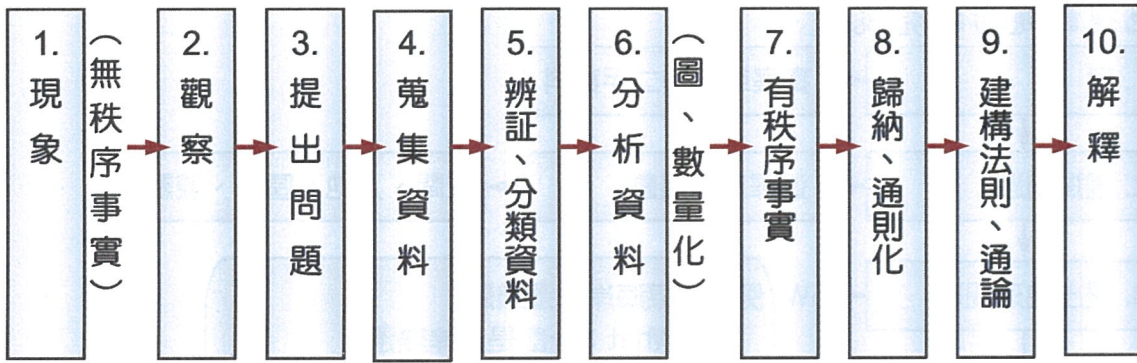 1.現象
（無秩序事實）
2.觀察
3.提出問題
4.蒐集資料
5.辨証、分類資料
6.分析資料
（圖、數量化）
7.有秩序事實
8.歸納、通則化
9.建構法則、通論
10.解釋